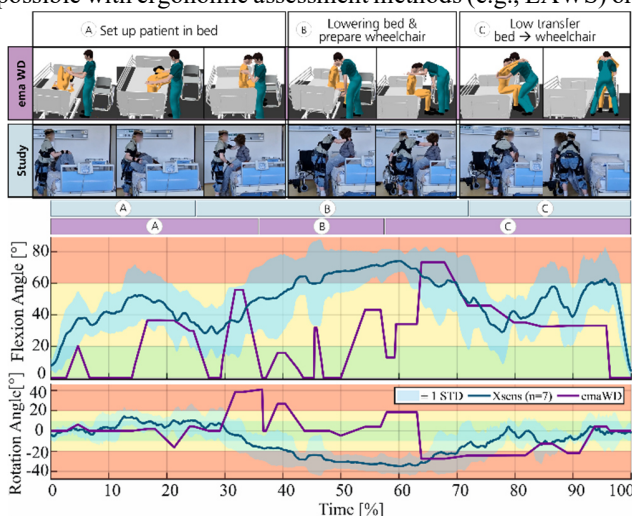 possible with ergonomic assessment methods (e.g., EAWS) or
A Set up patient in bed
B Lowering bed &
prepare wheelchair
C Low transfer
bed → wheelchair
ema WD
Study
A B C
A B C
Flexion Angle [°]
80
60
40
20
0
Rotation Angle[°]
40
20
0
-20
-40
± 1 STD Xsens (n=7) emaWD
0 10 20 30 40 50 60 70 80 90 100
Time [%]